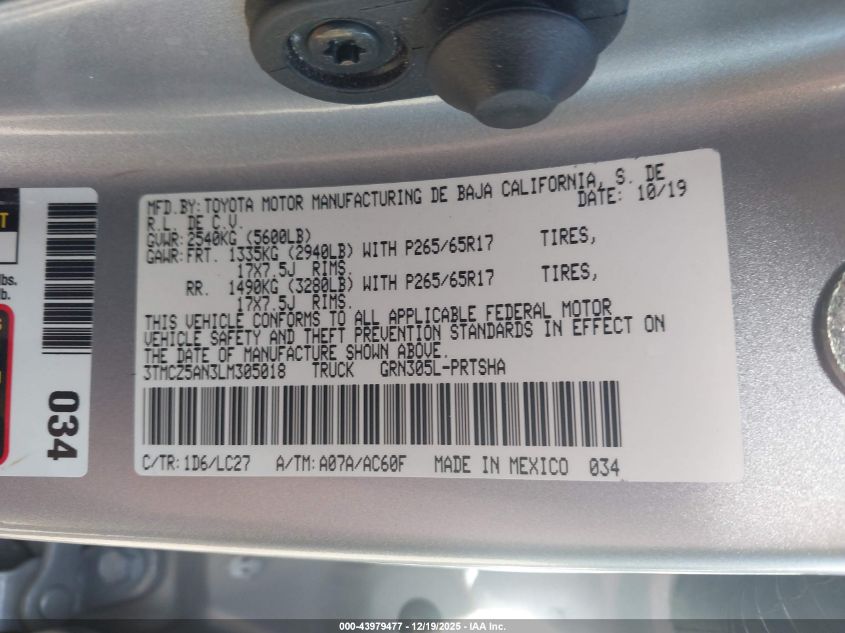 MFD.BY:TOYOTA MOTOR MANUFACTURING DE BAJA CALIFORNIA, S. DE
R.L. DE C.V. DATE: 10/19
GVWR:2540KG (5600LB)
GAWR:FRT. 1335KG (2940LB) WITH P265/65R17 TIRES,
17X7.5J RIMS.
RR. 1490KG (3280LB) WITH P265/65R17 TIRES,
17X7.5J RIMS.
THIS VEHICLE CONFORMS TO ALL APPLICABLE FEDERAL MOTOR
VEHICLE SAFETY AND THEFT PREVENTION STANDARDS IN EFFECT ON
THE DATE OF MANUFACTURE SHOWN ABOVE.
3TMCZ5AN3LM305018 TRUCK GRN305L-PRTSHA
C/TR:1D6/LC27 A/TM:A07A/AC60F MADE IN MEXICO 034
034
lbs.
b.
000-43979477 - 12/19/2025 - IAA Inc.